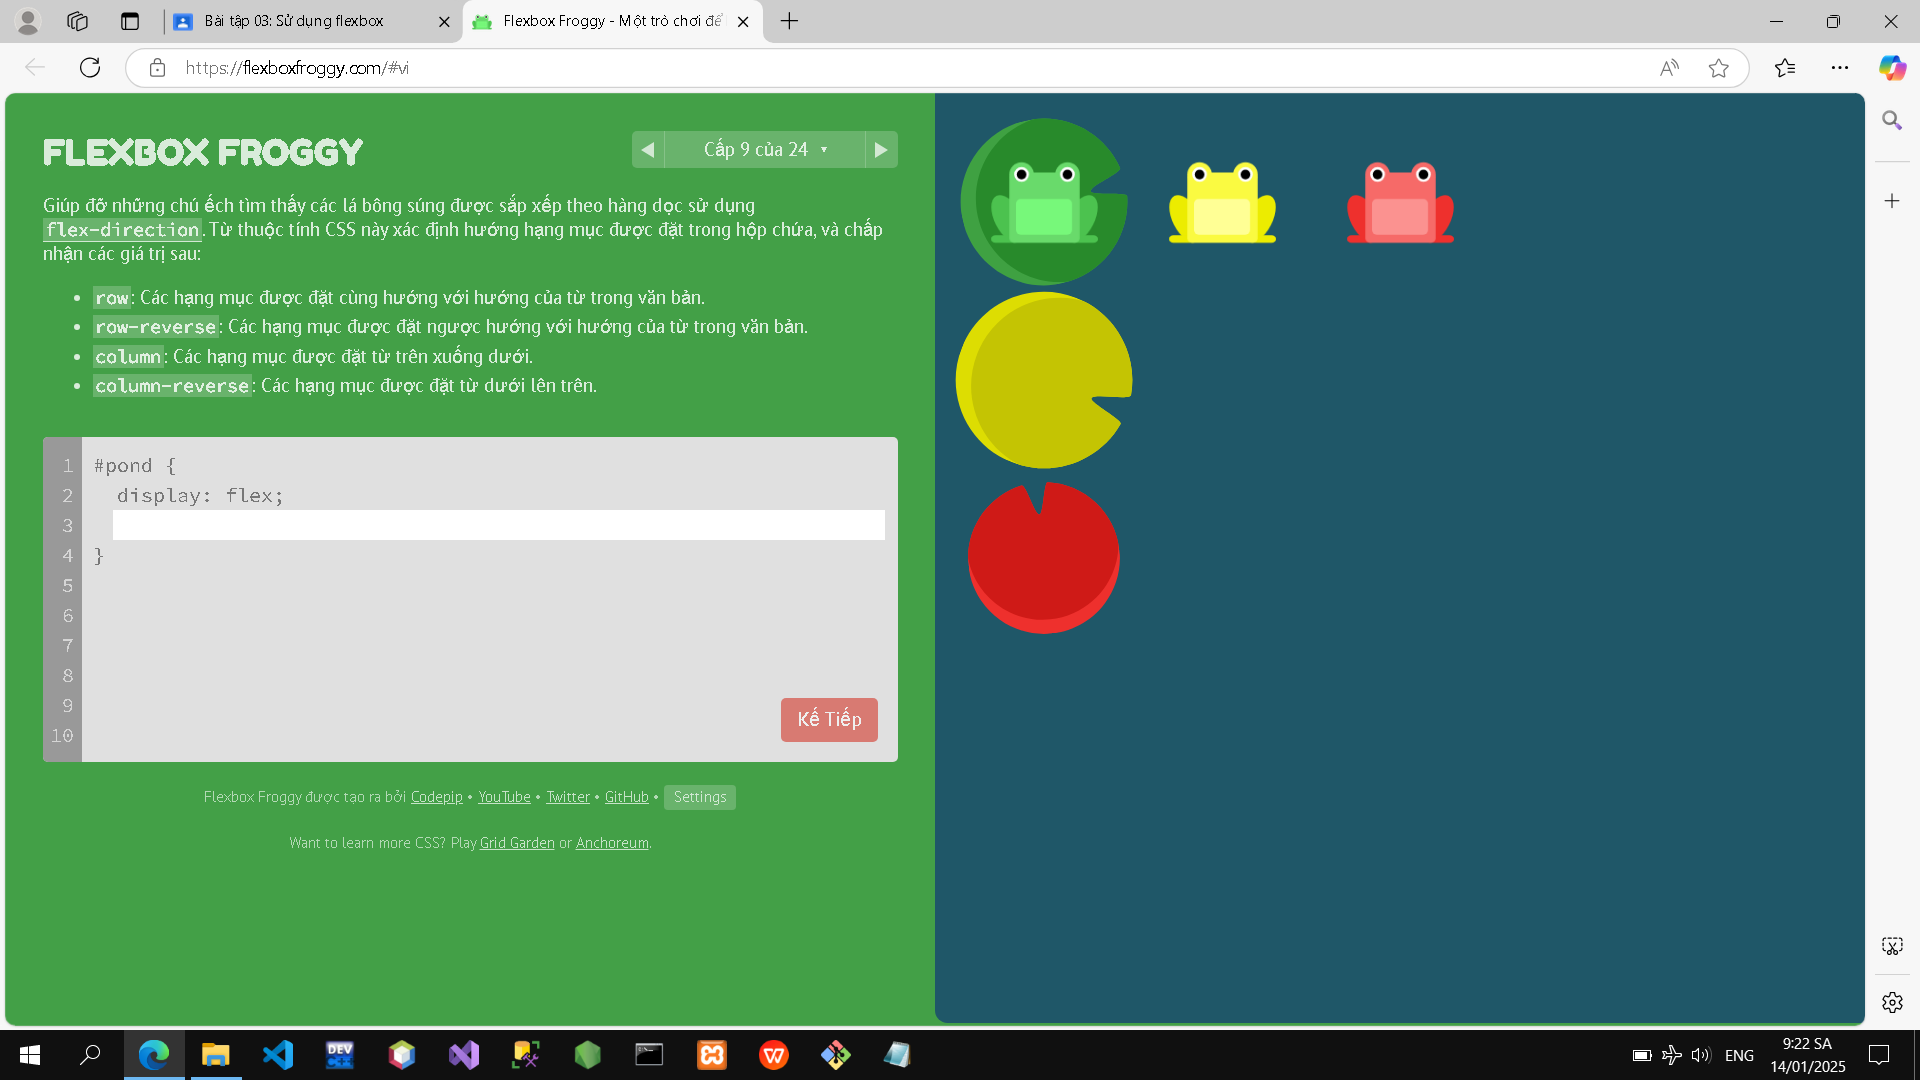 Bài tập 03: Sử dụng flexbox
Flexbox Froggy - Một trò chơi để
https://flexboxfroggy.com/#vi
FLEXBOX FROGGY
Cấp 9 của 24 ▼
Giúp đỡ những chú ếch tìm thấy các lá bông súng được sắp xếp theo hàng dọc sử dụng
flex-direction. Từ thuộc tính CSS này xác định hướng hạng mục được đặt trong hộp chứa, và chấp
nhận các giá trị sau:
• row: Các hạng mục được đặt cùng hướng với hướng của từ trong văn bản.
• row-reverse: Các hạng mục được đặt ngược hướng với hướng của từ trong văn bản.
• column: Các hạng mục được đặt từ trên xuống dưới.
• column-reverse: Các hạng mục được đặt từ dưới lên trên.
1 #pond {
2 display: flex;
3
4 }
5
6
7
8
9
10
Kế Tiếp
Flexbox Froggy được tạo ra bởi Codepip • YouTube • Twitter • GitHub • Settings
Want to learn more CSS? Play Grid Garden or Anchoreum.
DEV C++
ENG
9:22 SA
14/01/2025